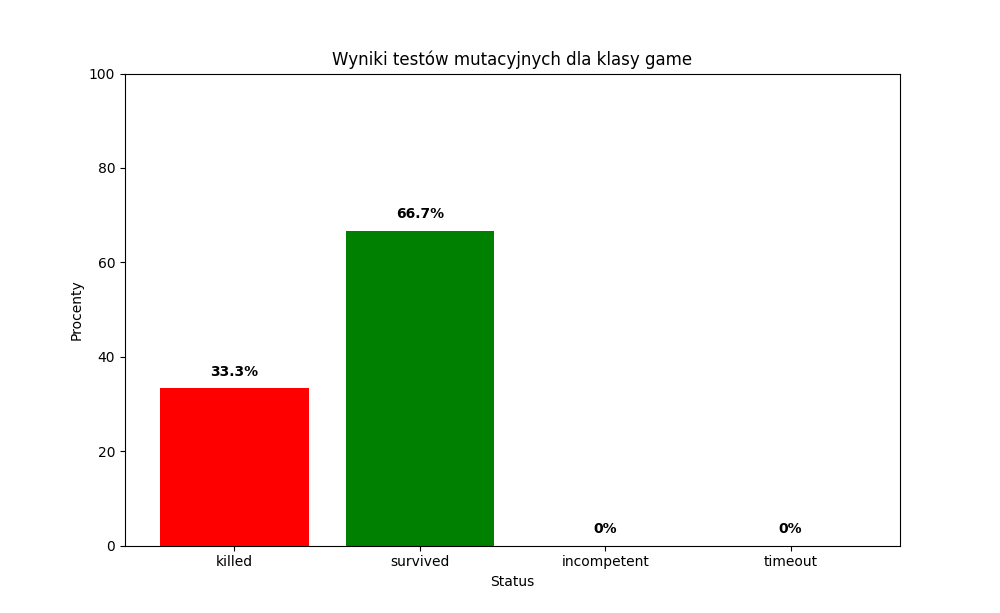 Wyniki testów mutacyjnych dla klasy game
100
80
60
40
20
0
Procenty
33.3%
66.7%
0%
0%
killed
survived
incompetent
timeout
Status